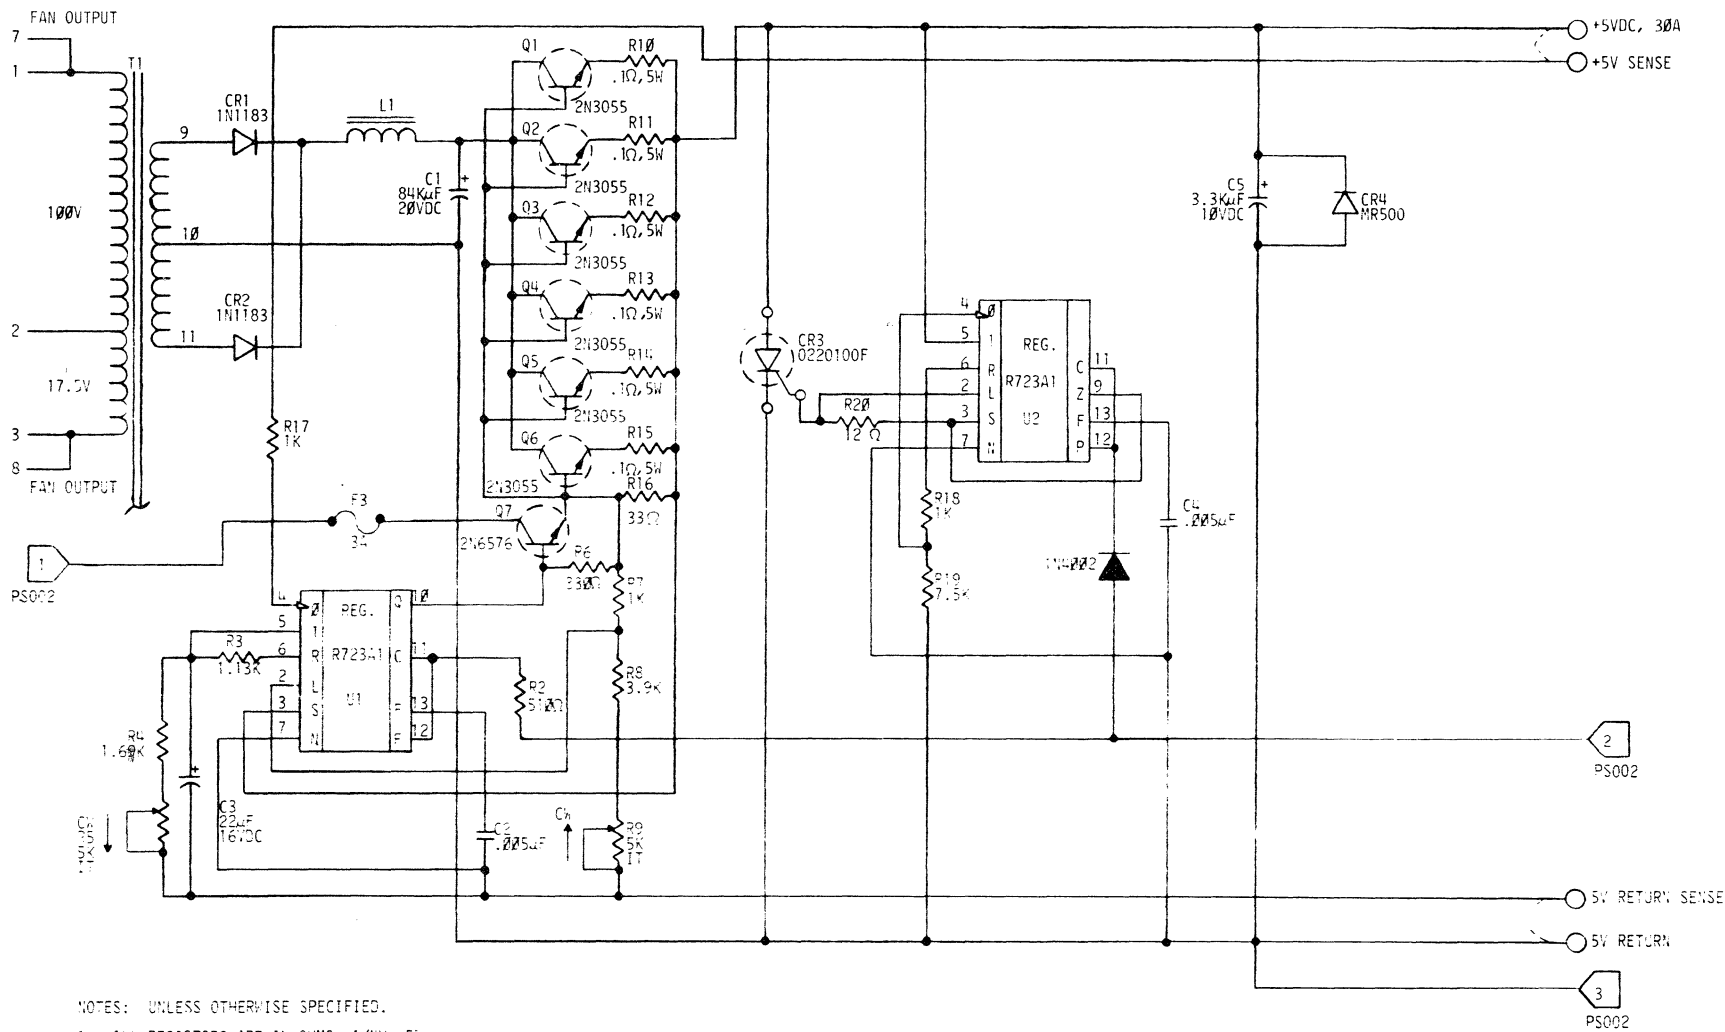 FAN OUTPUT
7
1
T1
CR1
1N1183
9
L1
100V
10
CR2
1N1183
11
2
3
8
FAN OUTPUT
C1
84KµF
20VDC
+
Q1
2N3055
R10
.1Ω,5W
Q2
2N3055
R11
.1Ω,5W
Q3
2N3055
R12
.1Ω,5W
Q4
2N3055
R13
.1Ω,5W
Q5
2N3055
R14
.1Ω,5W
Q6
2N3055
R15
.1Ω,5W
R16
33Ω
Q7
2N6576
F3
3A
R17
1K
R6
330Ω
R7
1K
R8
3.9K
R9
5K
1T
CW
1
PS002
4
5
6
2
3
7
Ø
I
R
L
S
N
REG.
R723A1
U1
Q
C
10
11
13
12
R3
1.13K
R4
C3
22µF
16VDC
+
R2
510Ω
C2
.005µF
CR3
0220100F
R20
12 Ω
4
5
6
2
3
7
Ø
I
R
L
S
N
REG.
R723A1
U2
C
Z
F
P
11
9
13
12
R18
1K
R19
7.5K
1N4002
C4
.005µF
C5
3.3KµF
10VDC
+
CR4
MR500
+5VDC, 30A
+5V SENSE
2
PS002
5V RETURN SENSE
5V RETURN
3
PS002
NOTES: UNLESS OTHERWISE SPECIFIED.